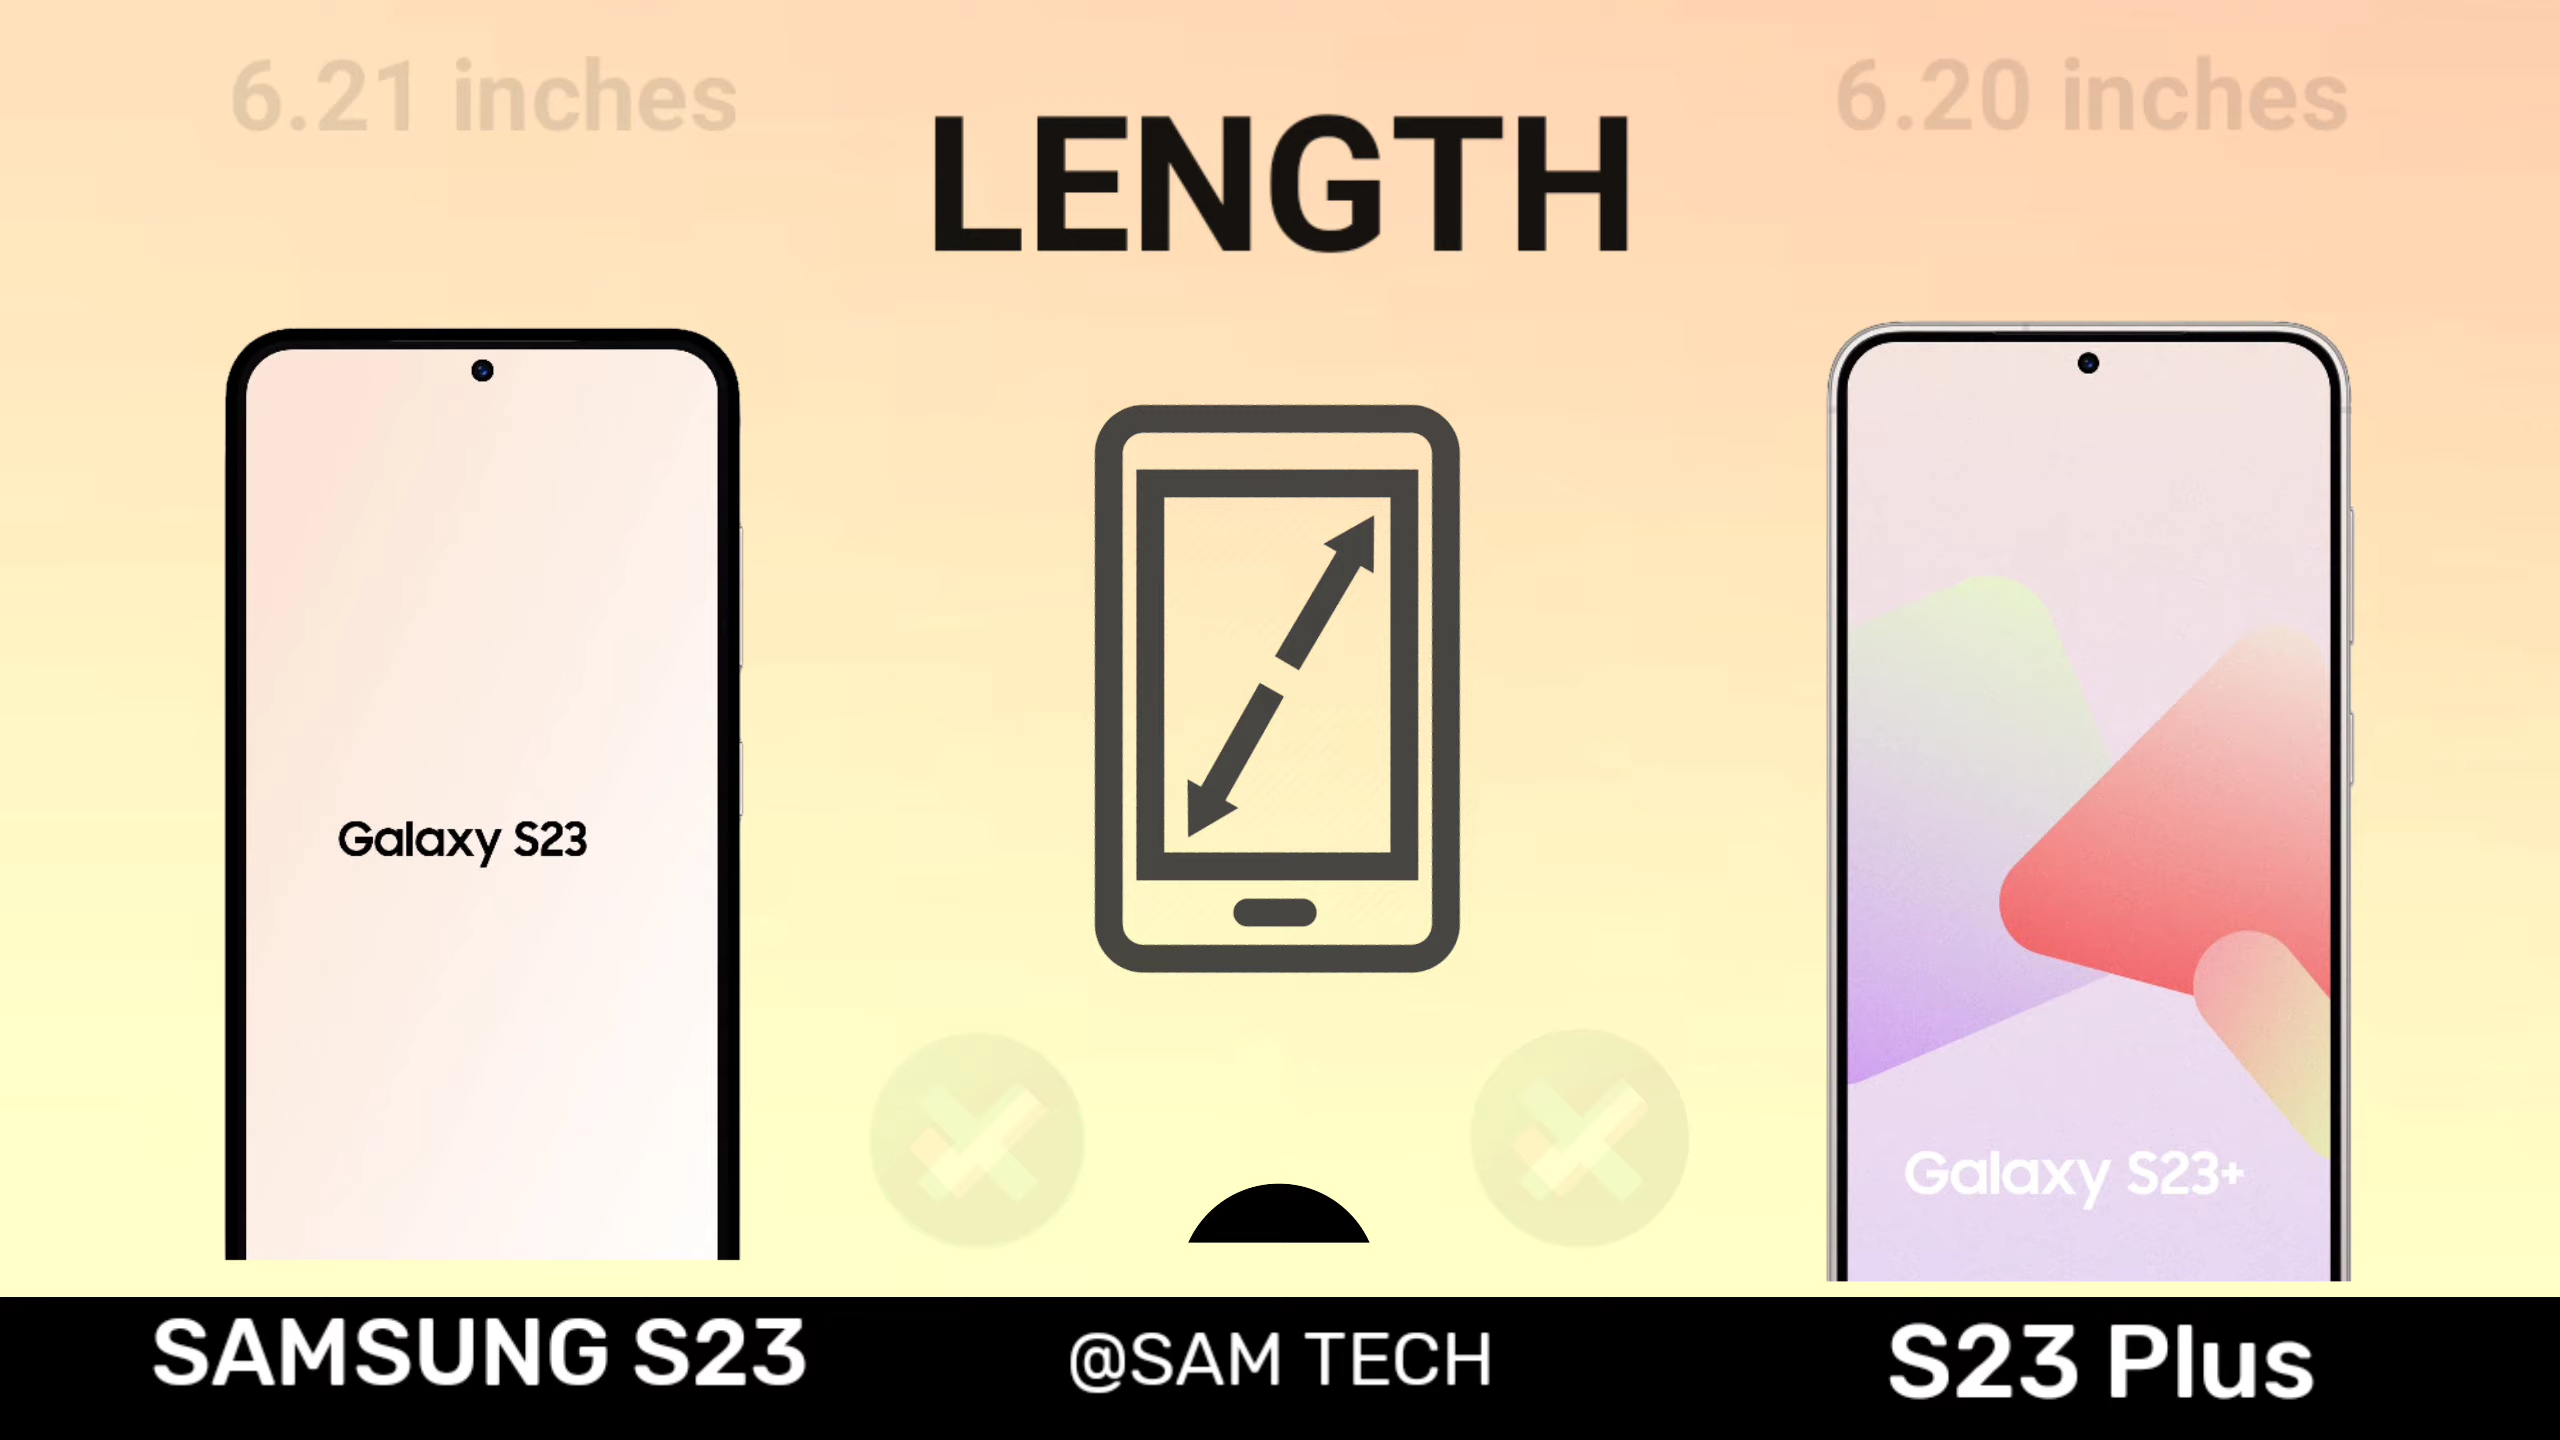 6.21 inches
LENGTH
6.20 inches
Galaxy S23
Galaxy S23+
SAMSUNG S23
@SAM TECH
S23 Plus